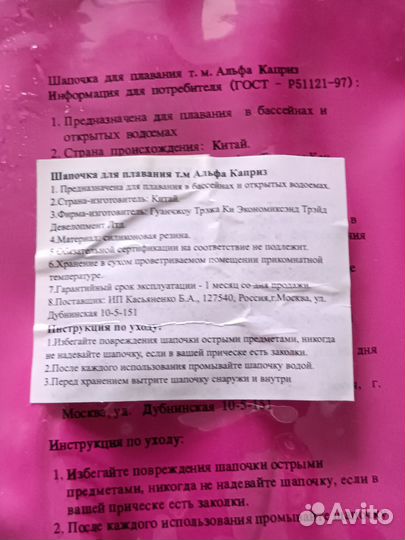 Шапочка для плавания т. м. Альфа Каприз
Информация для потребителя (ГОСТ - Р51121-97):
1. Предназначена для плавания в бассейнах и
открытых водоемах
2. Страна происхождения: Китай.
Шапочка для плавания т.м Альфа Каприз
1. Предназначена для плавания в бассейнах и открытых водоемах.
2.Страна-изготовитель: Китай
3.Фирма-изготовитель: Гуанчжоу Трэжа Ки Экономиксэнд Трэйд
Девелопмент Лтд
4.Материал: силиконовая резина.
5.Обязательной сертификации на соответствие не подлежит.
6.Хранение в сухом проветриваемом помещении прикомнатной
температуре.
7.Гарантийный срок эксплуатации - 1 месяц со дня продажи.
8.Поставщик: ИП Касьяненко Б.А., 127540, Россия,г.Москва, ул.
Дубнинская 10-5-151
Инструкция по уходу:
1.Избегайте повреждения шапочки острыми предметами, никогда
не надевайте шапочку, если в вашей прическе есть заколки.
2.После каждого использования промывайте шапочку водой.
3.Перед хранением вытрите шапочку снаружи и внутри
дня
г.
Москва, ул. Дубнинская 10-5-151
Инструкция по уходу:
1. Избегайте повреждения шапочки острыми
предметами, никогда не надевайте шапочку, если в
вашей прическе есть заколки.
2. После каждого использования промывайте шапочку
Avito